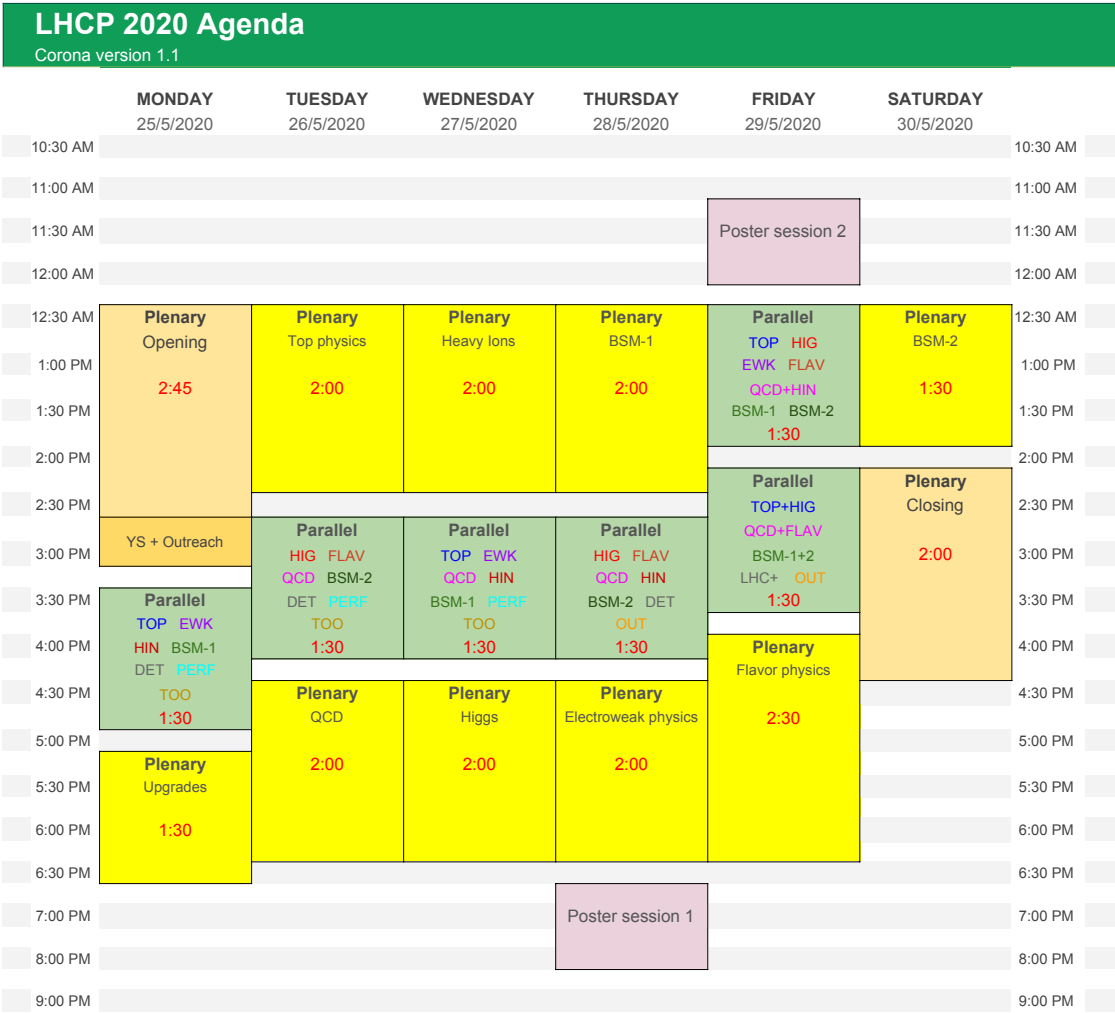 LHCP 2020 Agenda
Corona version 1.1
MONDAY TUESDAY WEDNESDAY THURSDAY FRIDAY SATURDAY
25/5/2020 26/5/2020 27/5/2020 28/5/2020 29/5/2020 30/5/2020
10:30 AM 10:30 AM
11:00 AM 11:00 AM
11:30 AM Poster session 2 11:30 AM
12:00 AM 12:00 AM
12:30 AM Plenary Plenary Plenary Plenary Parallel Plenary 12:30 AM
Opening Top physics Heavy Ions BSM-1 TOP HIG BSM-2
1:00 PM EWK FLAV 1:00 PM
2:45 2:00 2:00 2:00 QCD+HIN 1:30
1:30 PM BSM-1 BSM-2 1:30 PM
1:30
2:00 PM 2:00 PM
Parallel Plenary
2:30 PM TOP+HIG Closing 2:30 PM
Parallel Parallel Parallel QCD+FLAV
YS + Outreach
3:00 PM HIG FLAV TOP EWK HIG FLAV BSM-1+2 2:00 3:00 PM
QCD BSM-2 QCD HIN QCD HIN LHC+ OUT
3:30 PM Parallel DET PERF BSM-1 PERF BSM-2 DET 1:30 3:30 PM
TOP EWK TOO TOO OUT
4:00 PM HIN BSM-1 1:30 1:30 1:30 Plenary 4:00 PM
DET PERF Flavor physics
4:30 PM TOO Plenary Plenary Plenary 4:30 PM
1:30 QCD Higgs Electroweak physics 2:30
5:00 PM 5:00 PM
Plenary 2:00 2:00 2:00
5:30 PM Upgrades 5:30 PM
6:00 PM 1:30 6:00 PM
6:30 PM 6:30 PM
7:00 PM Poster session 1 7:00 PM
8:00 PM 8:00 PM
9:00 PM 9:00 PM